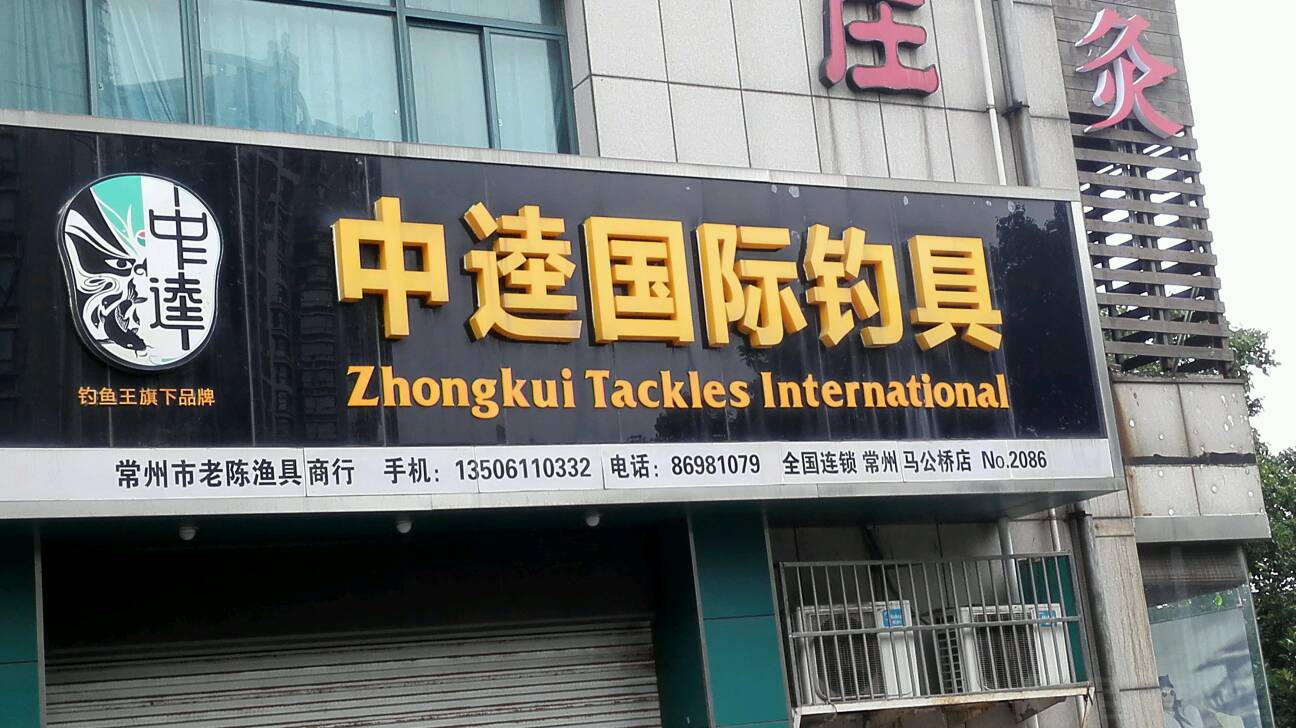 庄
灸
中逵
中逵国际钓具
Zhongkui Tackles International
钓鱼王旗下品牌
常州市老陈渔具商行 手机：13506110332 电话：86981079 全国连锁 常州马公桥店 No.2086